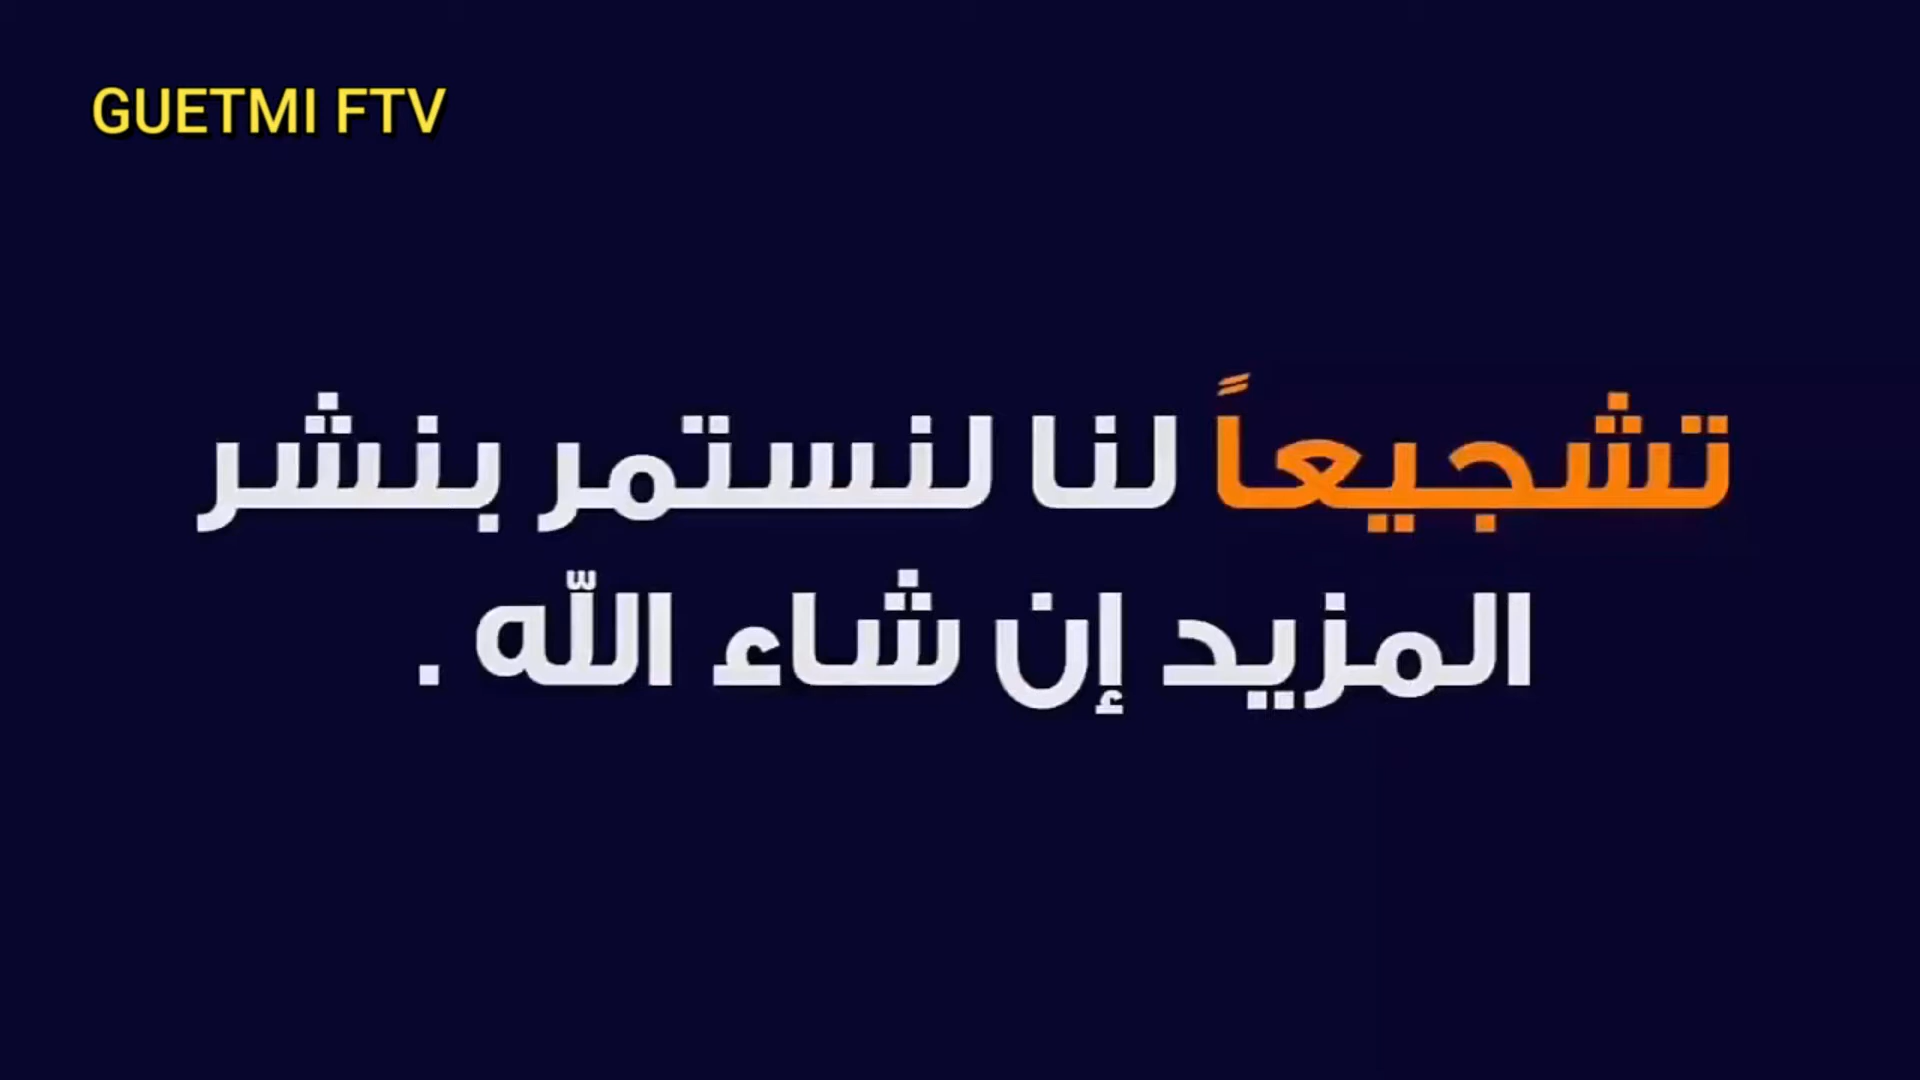 GUETMI FTV
تشجيعاً لنا لنستمر بنشر
المزيد إن شاء اللّه .